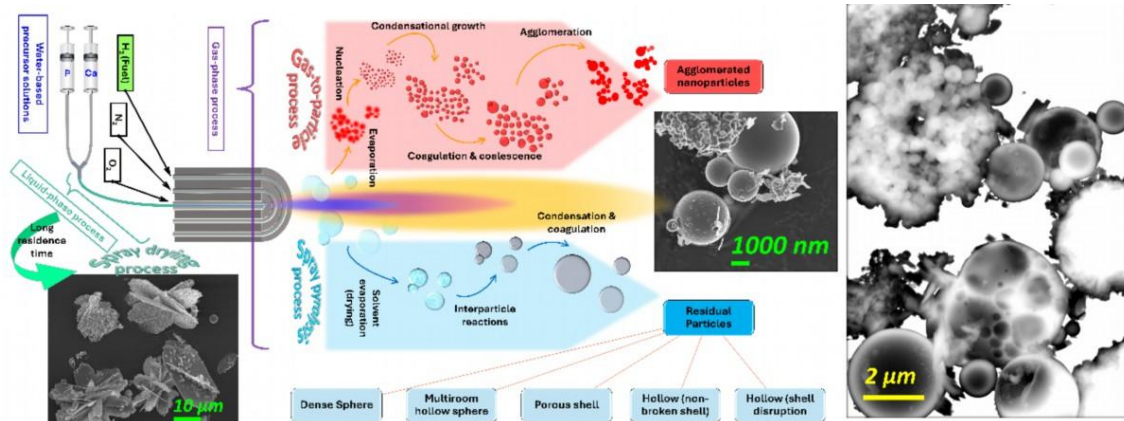 Water-based
precursor solutions
P
Ca
H₂(Fuel)
N₂
O₂
Liquid-phase process
Long
residence
time
Spray drying
process
10 μm
Gas-phase process
Gas-to-particle
process
Nucleation
Evaporation
Condensational growth
Coagulation & coalescence
Agglomeration
Agglomerated
nanoparticles
1000 nm
Spray pyrolysis
process
Solvent
evaporation
(drying)
Interparticle
reactions
Condensation &
coagulation
Residual
Particles
Dense Sphere
Multiroom
hollow sphere
Porous shell
Hollow (non-
broken shell)
Hollow (shell
disruption
2 μm